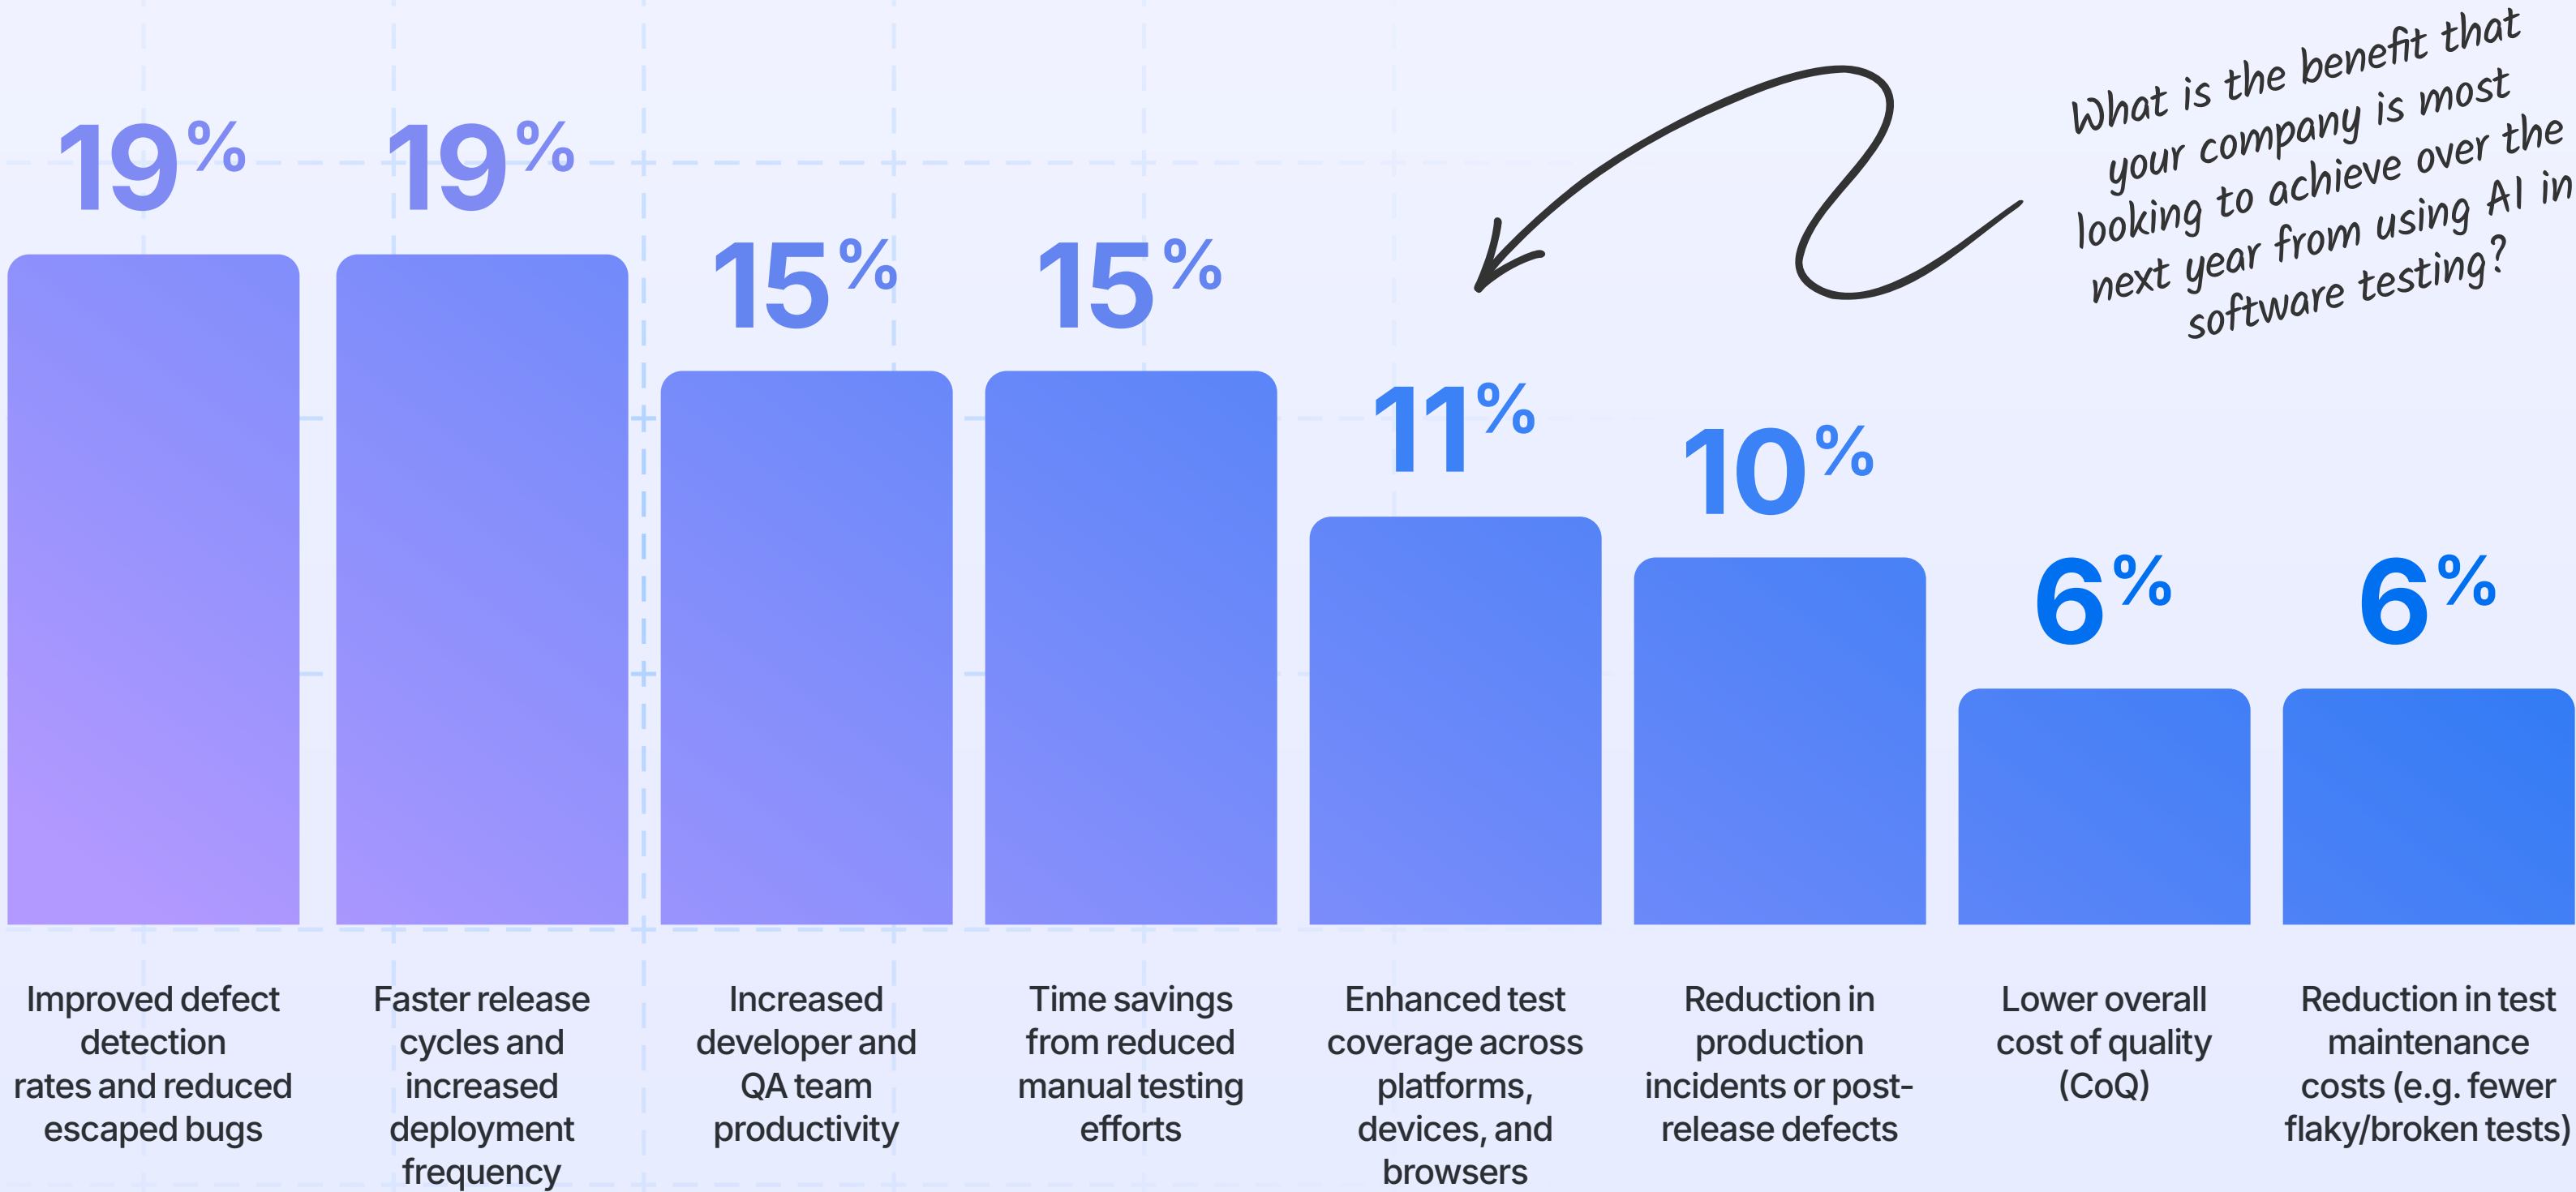 What is the benefit that
your company is most
looking to achieve over the
next year from using AI in
software testing?
19%
19%
15%
15%
11%
10%
6%
6%
Improved defect
detection
rates and reduced
escaped bugs
Faster release
cycles and
increased
deployment
frequency
Increased
developer and
QA team
productivity
Time savings
from reduced
manual testing
efforts
Enhanced test
coverage across
platforms,
devices, and
browsers
Reduction in
production
incidents or post-
release defects
Lower overall
cost of quality
(CoQ)
Reduction in test
maintenance
costs (e.g. fewer
flaky/broken tests)